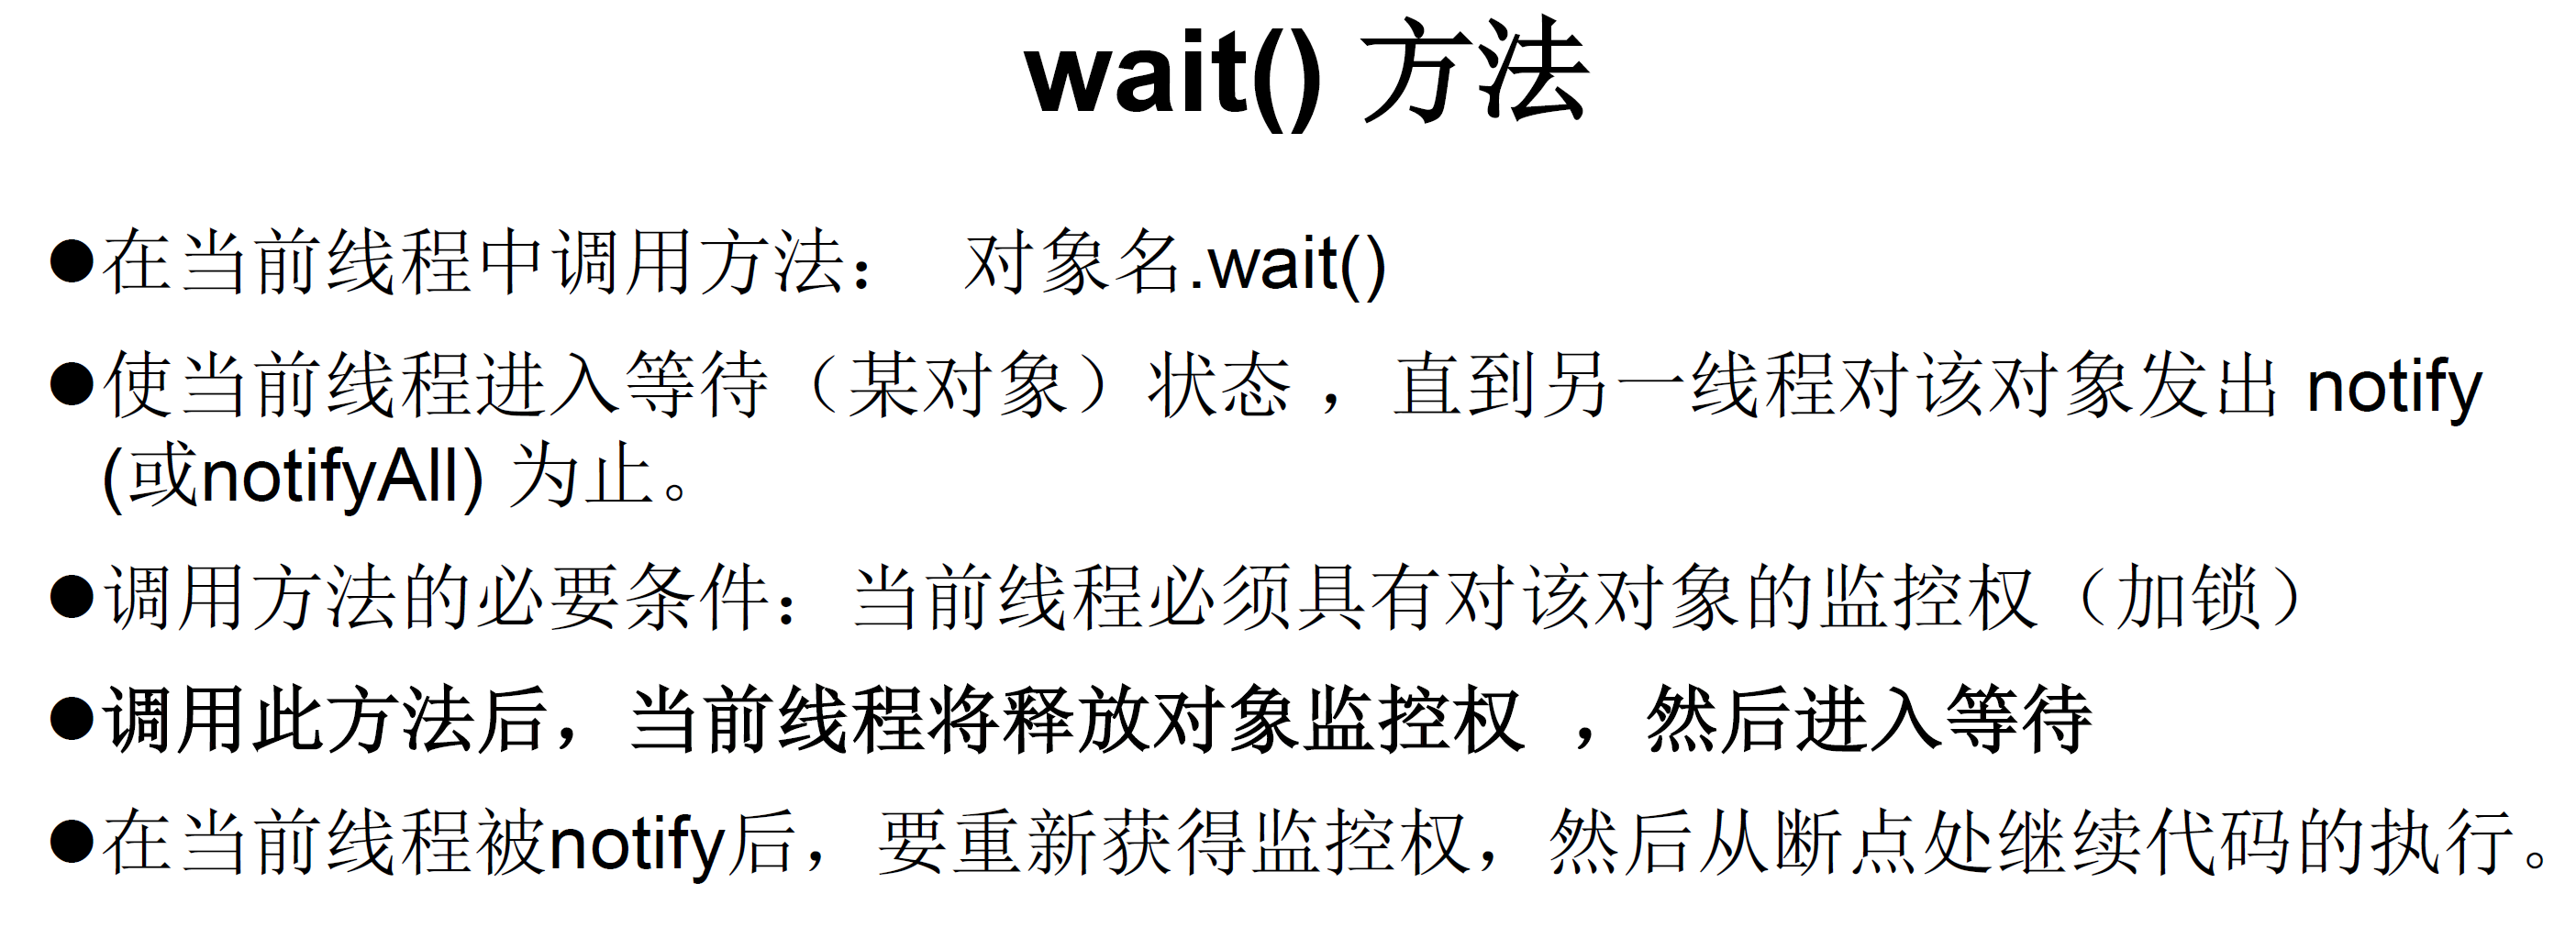 wait() 方法
●在当前线程中调用方法： 对象名.wait()
●使当前线程进入等待（某对象）状态 ，直到另一线程对该对象发出 notify
(或notifyAll) 为止。
●调用方法的必要条件：当前线程必须具有对该对象的监控权（加锁）
●调用此方法后，当前线程将释放对象监控权 ，然后进入等待
●在当前线程被notify后，要重新获得监控权，然后从断点处继续代码的执行。